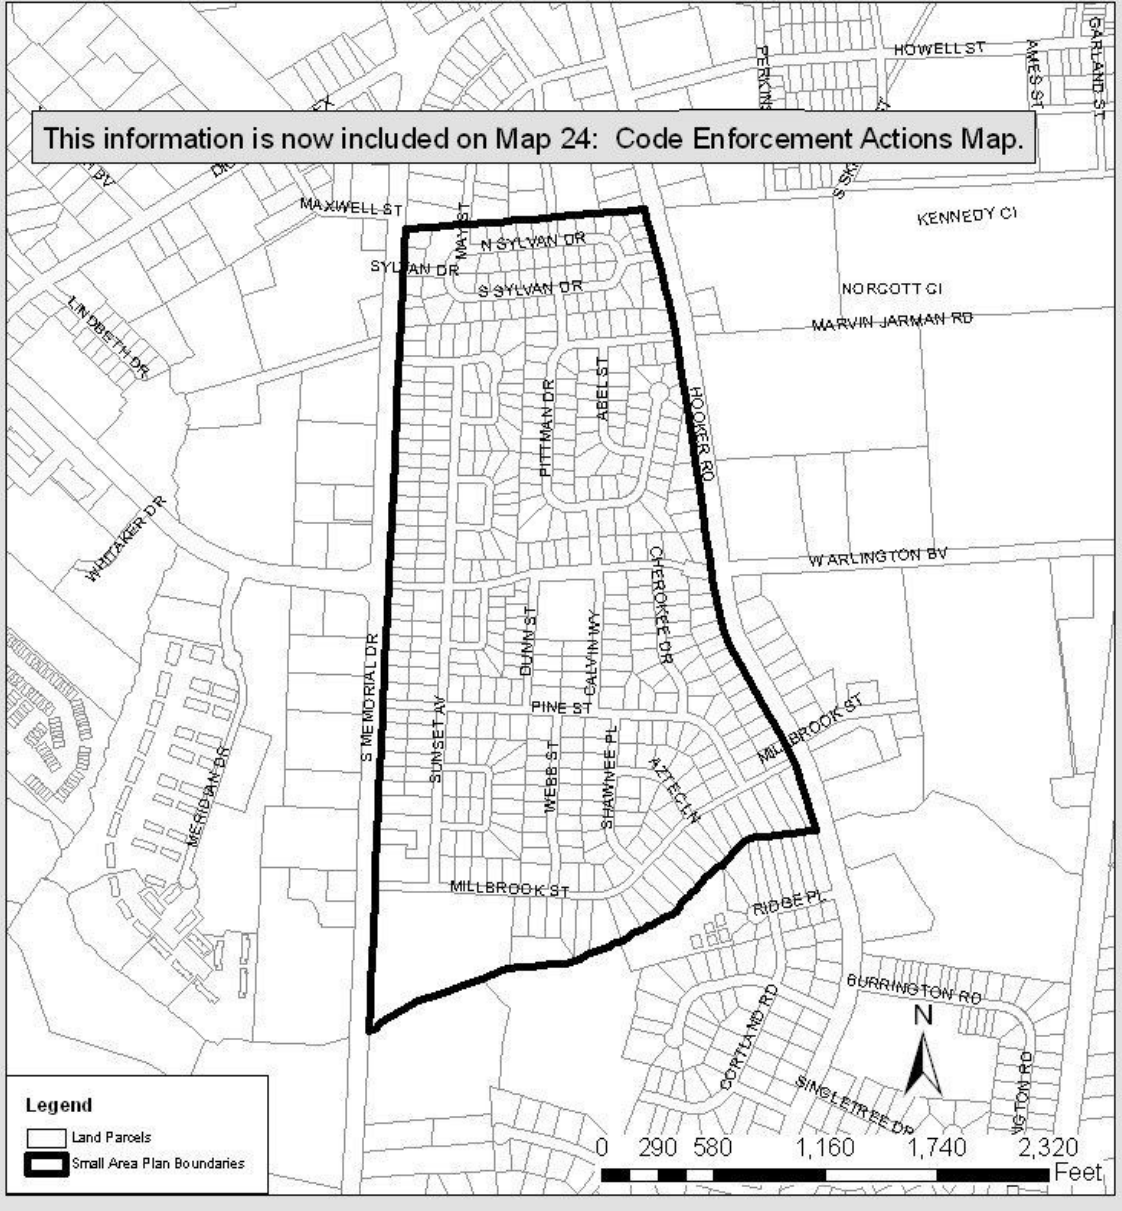 HOWELL ST
GARLAND ST
AMES ST
PERKINS
This information is now included on Map 24: Code Enforcement Actions Map.
MAXWELL ST
MAY ST
KENNEDY CI
N SYLVAN DR
SYLVAN DR
S SYLVAN DR
NORCOTT CI
MARVIN JARMAN RD
LINDBETH DR
ABEL ST
PITTMAN DR
HOOKER RD
WHITAKER DR
W ARLINGTON BV
CHEROKEE DR
DUNN ST
CALVIN WY
S MEMORIAL DR
PINE ST
SUNSET AV
MILLBROOK ST
WEBB ST
SHAWNEE PL
AZTEC LN
MERIDIAN DR
MILLBROOK ST
RIDGE PL
BURRINGTON RD
CORTLAND RD
N
SINGLETREE DR
NGTON RD
Legend
Land Parcels
Small Area Plan Boundaries
0 290 580 1,160 1,740 2,320
Feet